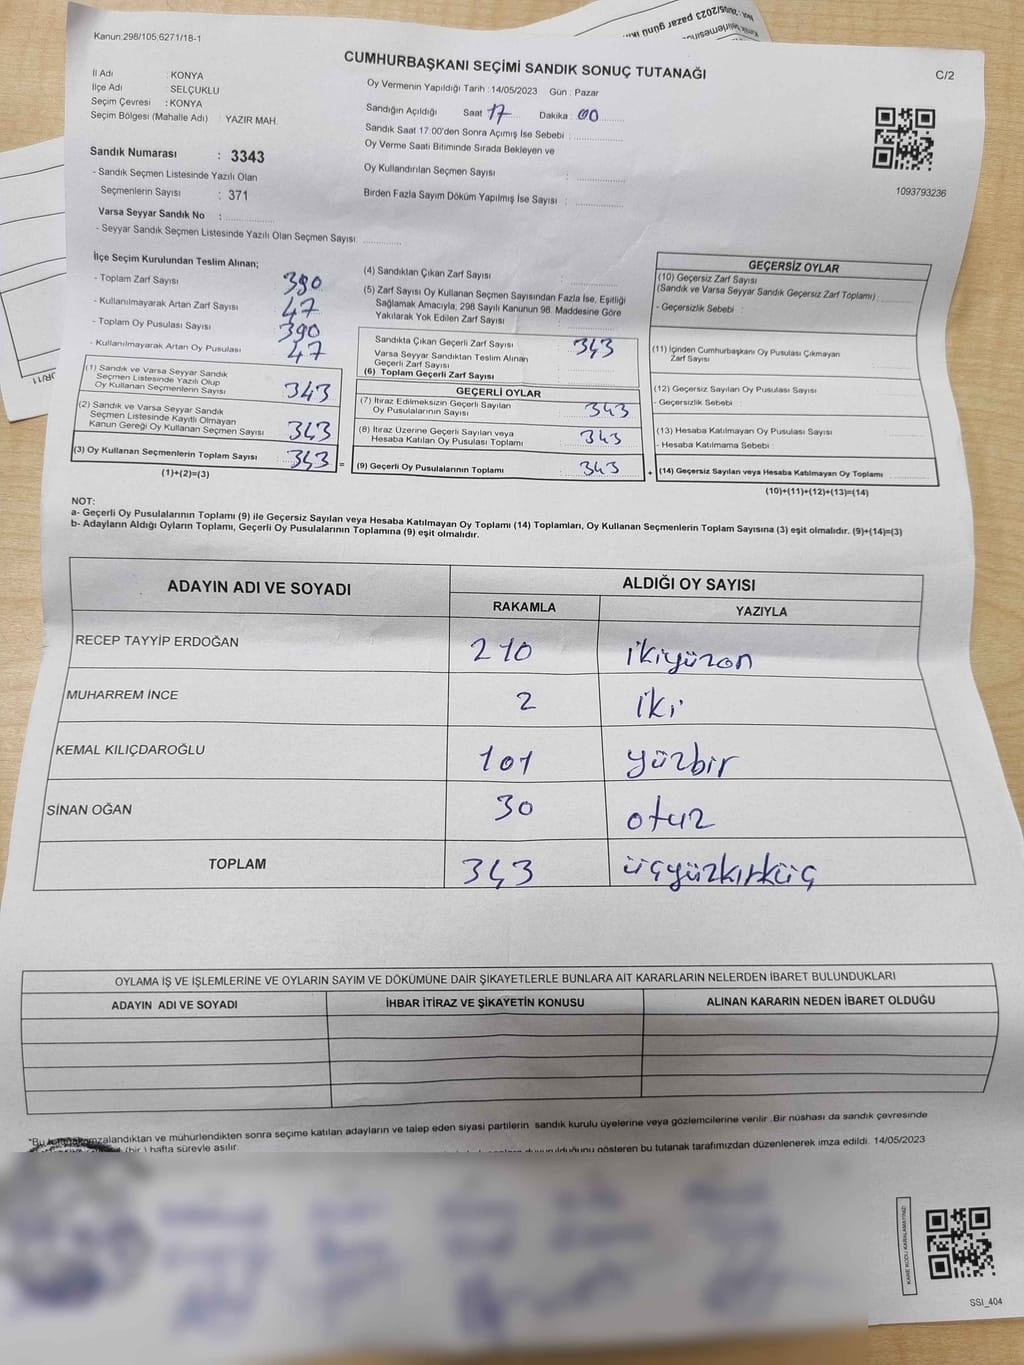 Kanun:298/105,6271/18-1
CUMHURBAŞKANI SEÇİMİ SANDIK SONUÇ TUTANAĞI
C/2
İl Adı : KONYA
İlçe Adı : SELÇUKLU
Seçim Çevresi : KONYA
Seçim Bölgesi (Mahalle Adı) : YAZIR MAH.
Oy Vermenin Yapıldığı Tarih : 14/05/2023 Gün : Pazar
Sandığın Açıldığı Saat 17 Dakika : 00
Sandık Saat 17:00'den Sonra Açımış İse Sebebi :
Oy Verme Saati Bitiminde Sırada Bekleyen ve
Oy Kullandırılan Seçmen Sayısı :
Birden Fazla Sayım Döküm Yapılmış İse Sayısı :
1093793236
Sandık Numarası : 3343
- Sandık Seçmen Listesinde Yazılı Olan
Seçmenlerin Sayısı : 371
Varsa Seyyar Sandık No :
- Seyyar Sandık Seçmen Listesinde Yazılı Olan Seçmen Sayısı:
İlçe Seçim Kurulundan Teslim Alınan;
- Toplam Zarf Sayısı 390
- Kullanılmayarak Artan Zarf Sayısı 47
- Toplam Oy Pusulası Sayısı 390
- Kullanılmayarak Artan Oy Pusulası 47
(1) Sandık ve Varsa Seyyar Sandık
Seçmen Listesinde Yazılı Olup
Oy Kullanan Seçmenlerin Sayısı 343
(2) Sandık ve Varsa Seyyar Sandık
Seçmen Listesinde Kayıtlı Olmayan
Kanun Gereği Oy Kullanan Seçmen Sayısı 343
(3) Oy Kullanan Seçmenlerin Toplam Sayısı 343
(1)+(2)=(3)
=
(4) Sandıktan Çıkan Zarf Sayısı
(5) Zarf Sayısı Oy Kullanan Seçmen Sayısından Fazla İse, Eşitliği
Sağlamak Amacıyla; 298 Sayılı Kanunun 98. Maddesine Göre
Yakılarak Yok Edilen Zarf Sayısı
Sandıkta Çıkan Geçerli Zarf Sayısı 343
Varsa Seyyar Sandıktan Teslim Alınan
Geçerli Zarf Sayısı
(6) Toplam Geçerli Zarf Sayısı
GEÇERLİ OYLAR
(7) İtiraz Edilmeksizin Geçerli Sayılan
Oy Pusulalarının Sayısı 343
(8) İtiraz Üzerine Geçerli Sayılan veya
Hesaba Katılan Oy Pusulası Toplamı 343
(9) Geçerli Oy Pusulalarının Toplamı 343
+
GEÇERSİZ OYLAR
(10) Geçersiz Zarf Sayısı
(Sandık ve Varsa Seyyar Sandık Geçersiz Zarf Toplamı)
- Geçersizlik Sebebi :
(11) İçinden Cumhurbaşkanı Oy Pusulası Çıkmayan
Zarf Sayısı
(12) Geçersiz Sayılan Oy Pusulası Sayısı
- Geçersizlik Sebebi :
(13) Hesaba Katılmayan Oy Pusulası Sayısı
- Hesaba Katılmama Sebebi :
(14) Geçersiz Sayılan veya Hesaba Katılmayan Oy Toplamı
(10)+(11)+(12)+(13)=(14)
NOT:
a- Geçerli Oy Pusulalarının Toplamı (9) ile Geçersiz Sayılan veya Hesaba Katılmayan Oy Toplamı (14) Toplamları, Oy Kullanan Seçmenlerin Toplam Sayısına (3) eşit olmalıdır. (9)+(14)=(3)
b- Adayların Aldığı Oyların Toplamı, Geçerli Oy Pusulalarının Toplamına (9) eşit olmalıdır.
ADAYIN ADI VE SOYADI ALDIĞI OY SAYISI
RAKAMLA YAZIYLA
RECEP TAYYİP ERDOĞAN 210 ikiyüzon
MUHARREM İNCE 2 iki
KEMAL KILIÇDAROĞLU 101 yüzbir
SİNAN OĞAN 30 otuz
TOPLAM 343 üçyüzkırküç
OYLAMA İŞ VE İŞLEMLERİNE VE OYLARIN SAYIM VE DÖKÜMÜNE DAİR ŞİKAYETLERLE BUNLARA AİT KARARLARIN NELERDEN İBARET BULUNDUKLARI
ADAYIN ADI VE SOYADI İHBAR İTİRAZ VE ŞİKAYETİN KONUSU ALINAN KARARIN NEDEN İBARET OLDUĞU
"Bu imzalandıktan ve mühürlendikten sonra seçime katılan adayların ve talep eden siyasi partilerin sandık kurulu üyelerine veya gözlemcilerine verilir .Bir nüshası da sandık çevresinde
(bir ) hafta süreyle asılır. duyurulduğunu gösteren bu tutanak tarafımızdan düzenlenerek imza edildi. 14/05/2023
KARE KODU KARALAMAYINIZ!
SSİ_404